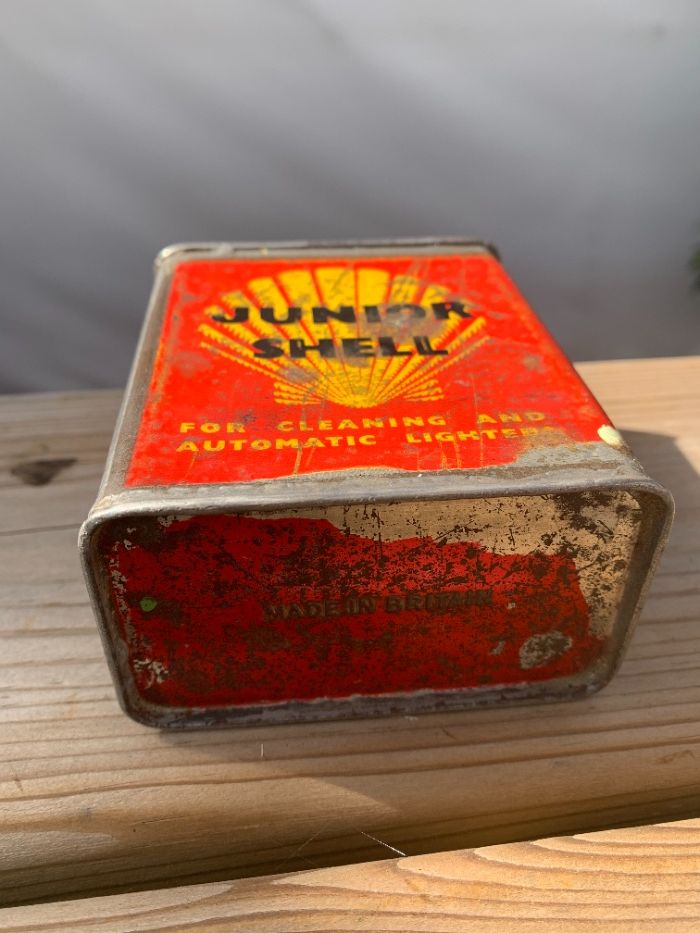 JUNIOR
SHELL
FOR CLEANING AND
AUTOMATIC LIGHTERS
MADE IN BRITAIN